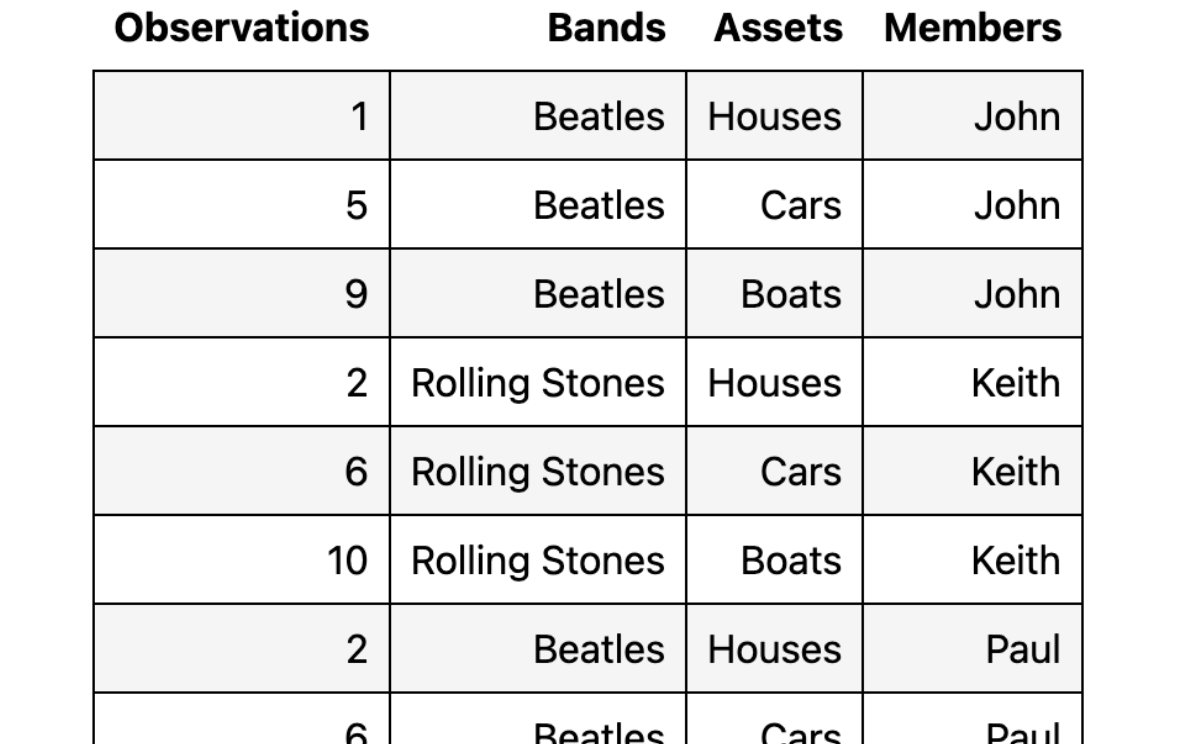 Observations Bands Assets Members
1 Beatles Houses John
5 Beatles Cars John
9 Beatles Boats John
2 Rolling Stones Houses Keith
6 Rolling Stones Cars Keith
10 Rolling Stones Boats Keith
2 Beatles Houses Paul
6 Beatles Cars Paul